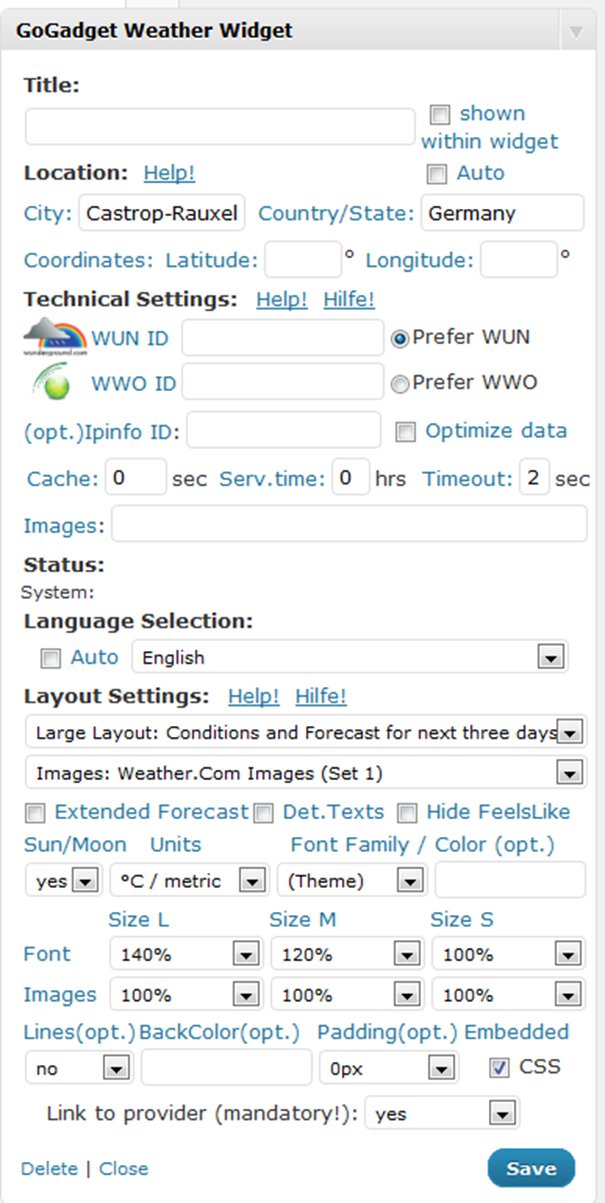 GoGadget Weather Widget
Title:
shown
within widget
Location: Help! Auto
City: Castrop-Rauxel Country/State: Germany
Coordinates: Latitude: ° Longitude: °
Technical Settings: Help! Hilfe!
wunderground.com WUN ID Prefer WUN
WWO ID Prefer WWO
(opt.)Ipinfo ID: Optimize data
Cache: 0 sec Serv.time: 0 hrs Timeout: 2 sec
Images:
Status:
System:
Language Selection:
Auto English
Layout Settings: Help! Hilfe!
Large Layout: Conditions and Forecast for next three days
Images: Weather.Com Images (Set 1)
Extended Forecast Det.Texts Hide FeelsLike
Sun/Moon Units Font Family / Color (opt.)
yes °C / metric (Theme)
Size L Size M Size S
Font 140% 120% 100%
Images 100% 100% 100%
Lines(opt.) BackColor(opt.) Padding(opt.) Embedded
no 0px CSS
Link to provider (mandatory!): yes
Delete | Close Save